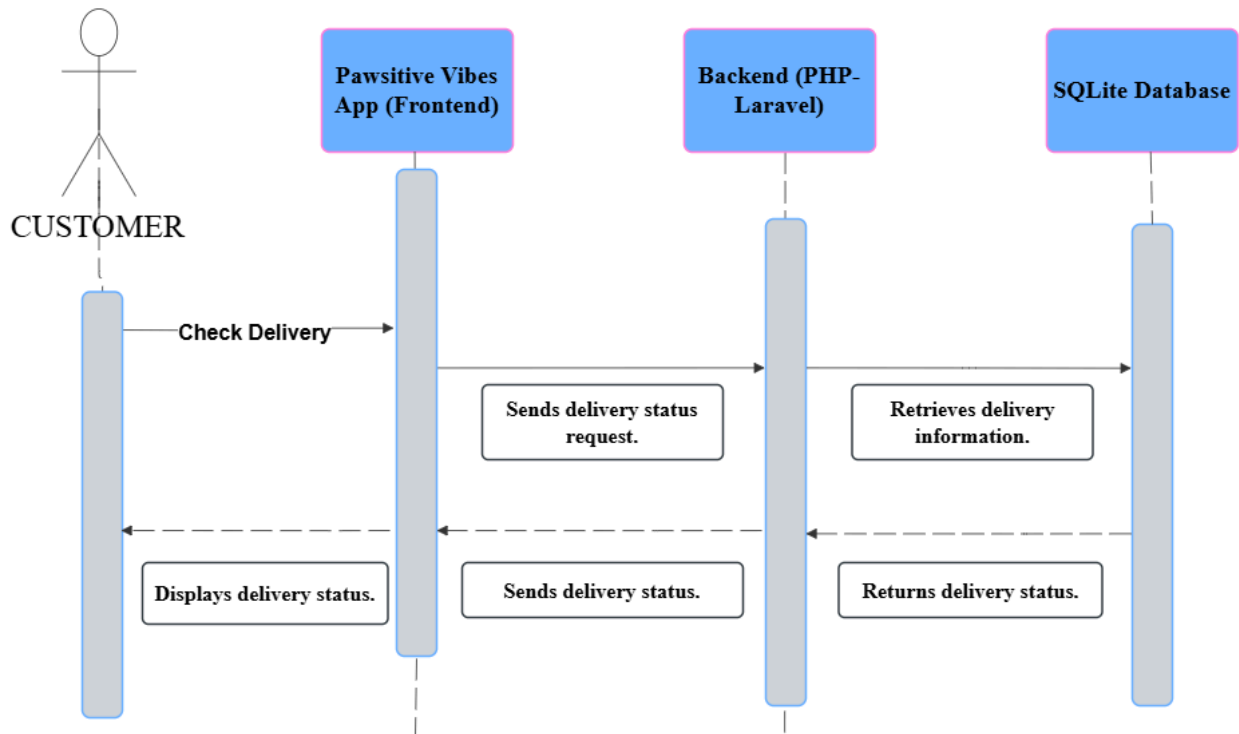 Pawsitive Vibes
App (Frontend)
Backend (PHP-
Laravel)
SQLite Database
CUSTOMER
Check Delivery
Sends delivery status
request.
Retrieves delivery
information.
Displays delivery status.
Sends delivery status.
Returns delivery status.